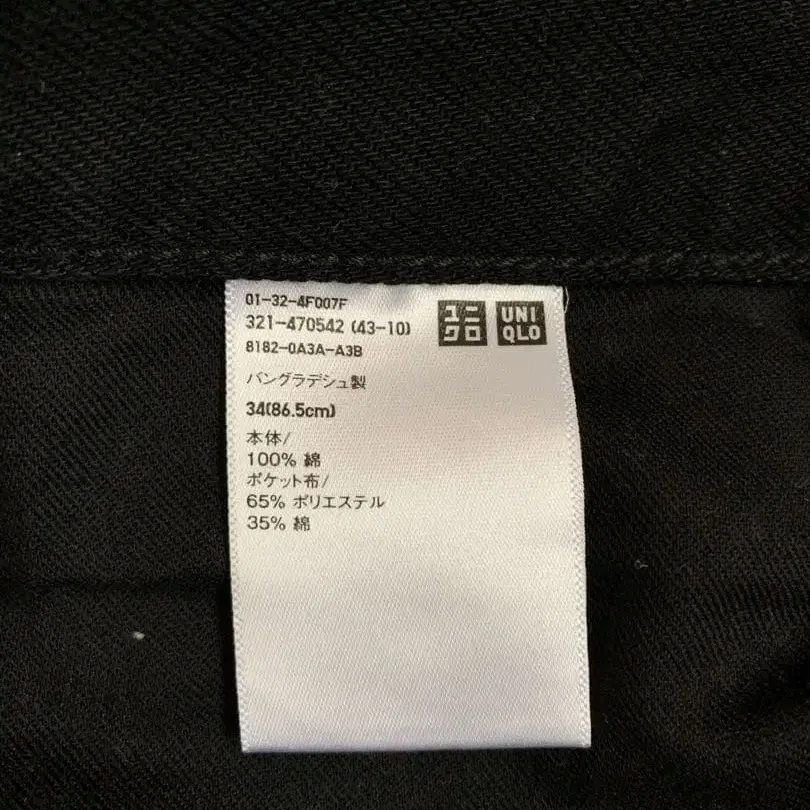 01-32-4F007F
321-470542 (43-10)
8182-0A3A-A3B
ユニ
クロ
UNI
QLO
バングラデシュ製
34(86.5cm)
本体/
100% 綿
ポケット布/
65% ポリエステル
35% 綿